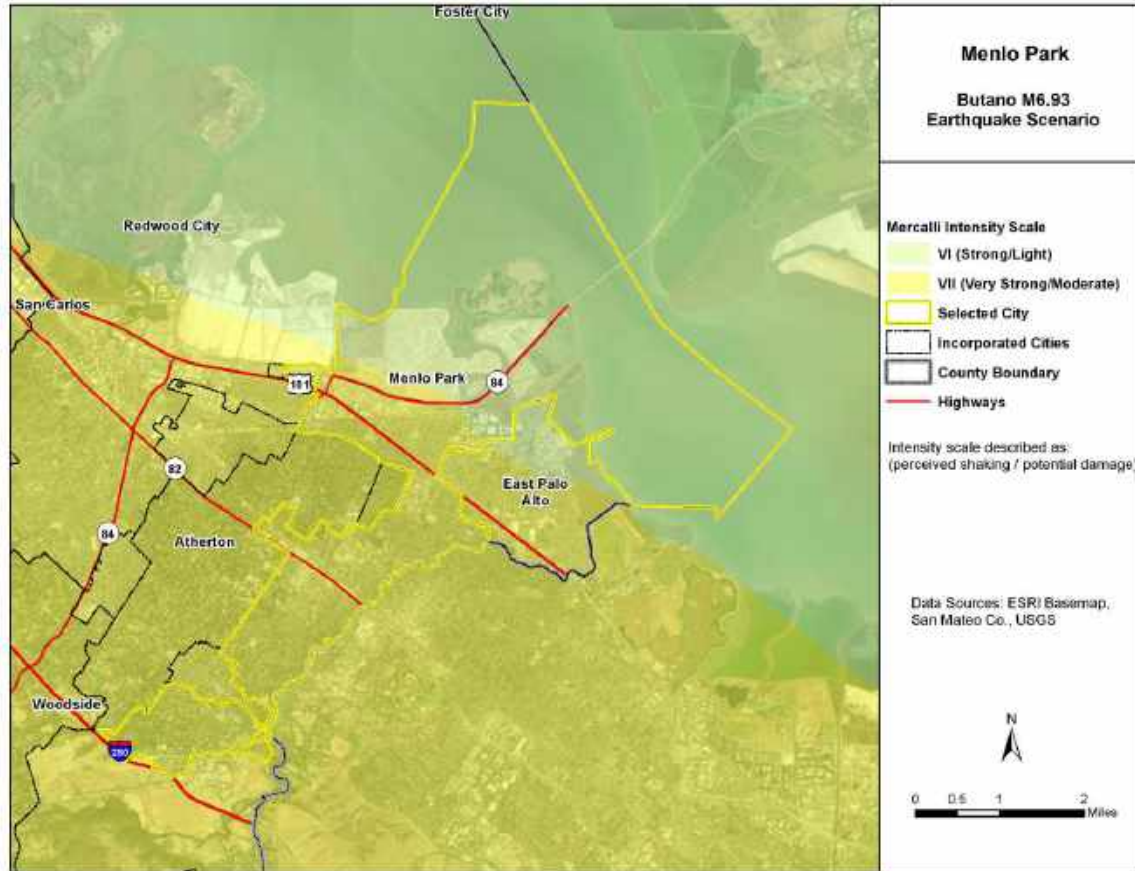 Foster City
Redwood City
San Carlos
101
Menlo Park
84
82
East Palo
Alto
84
Atherton
Woodside
280
Menlo Park
Butano M6.93
Earthquake Scenario
Mercalli Intensity Scale
VI (Strong/Light)
VII (Very Strong/Moderate)
Selected City
Incorporated Cities
County Boundary
Highways
Intensity scale described as:
(perceived shaking / potential damage)
Data Sources: ESRI Basemap,
San Mateo Co., USGS
N
0 0.5 1 2
Miles